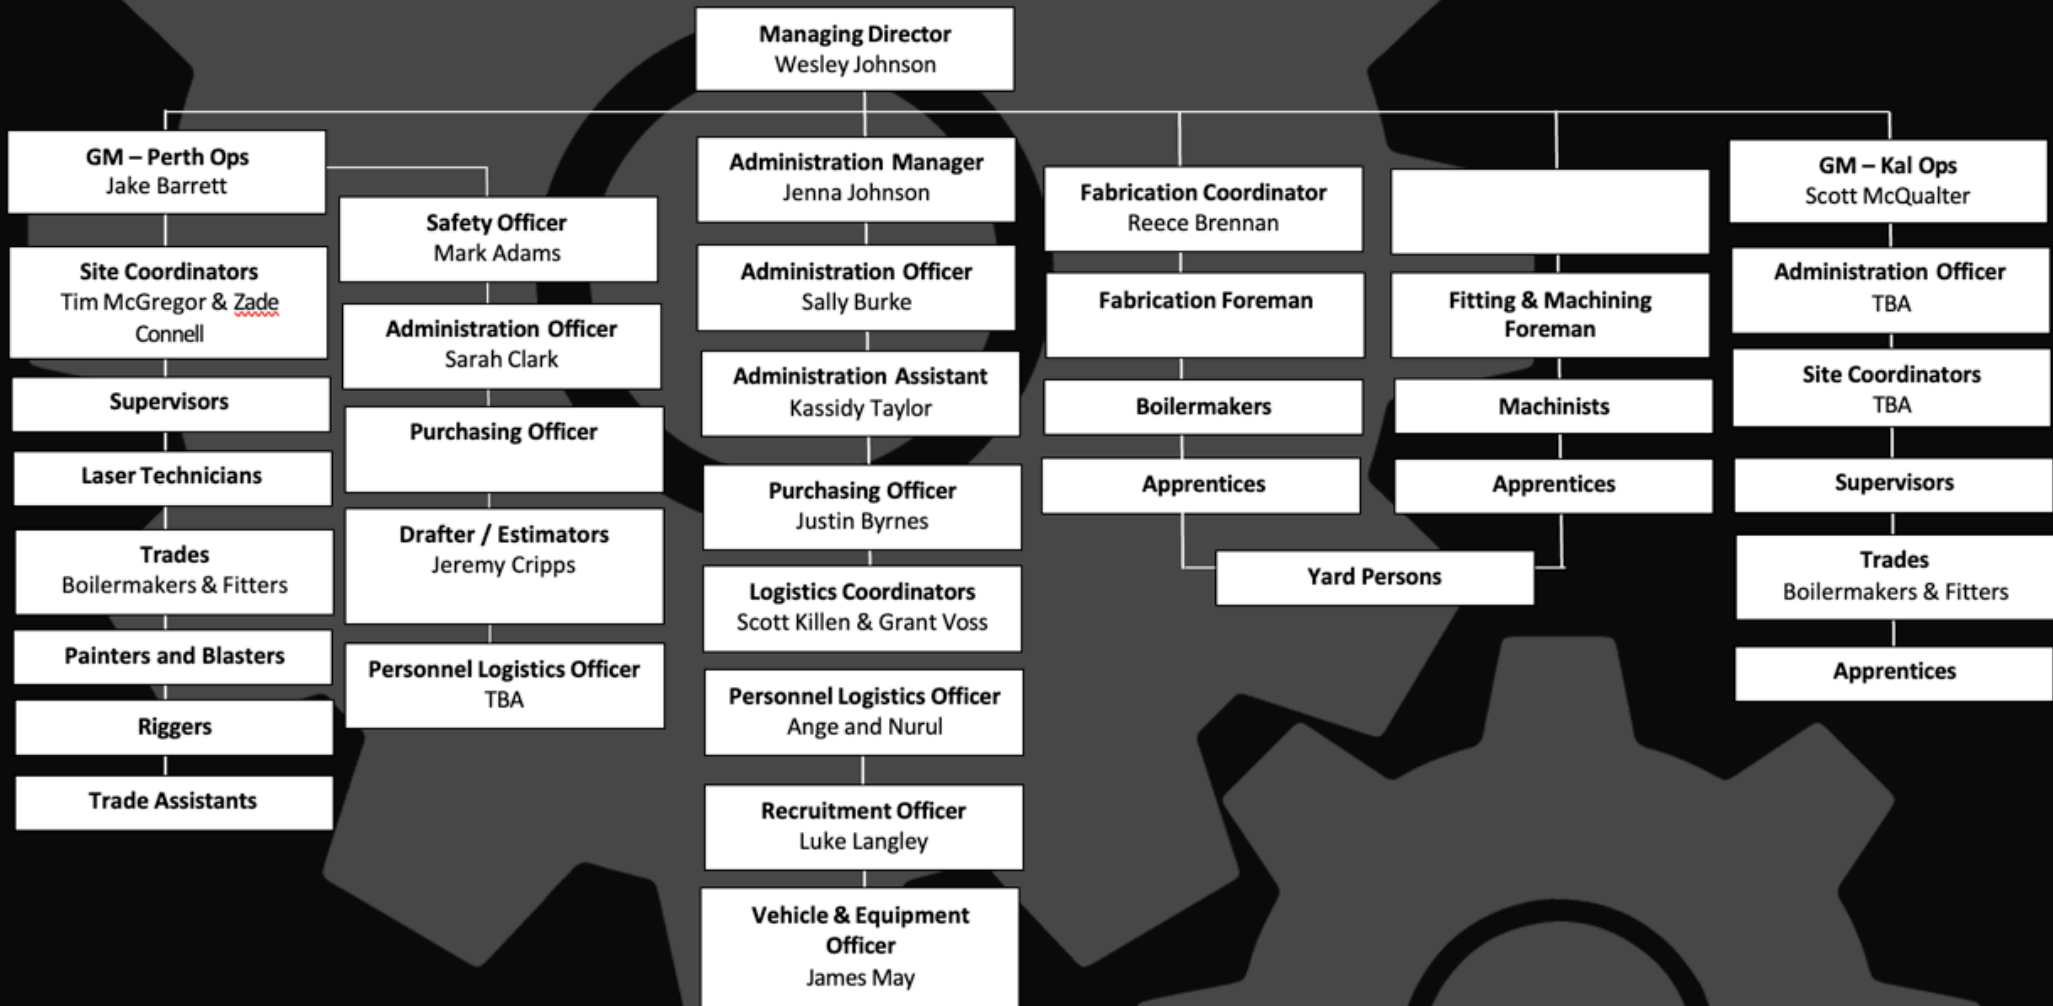 Managing Director
Wesley Johnson
GM – Perth Ops
Jake Barrett
Site Coordinators
Tim McGregor & Zade
Connell
Supervisors
Laser Technicians
Trades
Boilermakers & Fitters
Painters and Blasters
Riggers
Trade Assistants
Safety Officer
Mark Adams
Administration Officer
Sarah Clark
Purchasing Officer
Drafter / Estimators
Jeremy Cripps
Personnel Logistics Officer
TBA
Administration Manager
Jenna Johnson
Administration Officer
Sally Burke
Administration Assistant
Kassidy Taylor
Purchasing Officer
Justin Byrnes
Logistics Coordinators
Scott Killen & Grant Voss
Personnel Logistics Officer
Ange and Nurul
Recruitment Officer
Luke Langley
Vehicle & Equipment
Officer
James May
Fabrication Coordinator
Reece Brennan
Fabrication Foreman
Boilermakers
Apprentices
Fitting & Machining
Foreman
Machinists
Apprentices
Yard Persons
GM – Kal Ops
Scott McQualter
Administration Officer
TBA
Site Coordinators
TBA
Supervisors
Trades
Boilermakers & Fitters
Apprentices